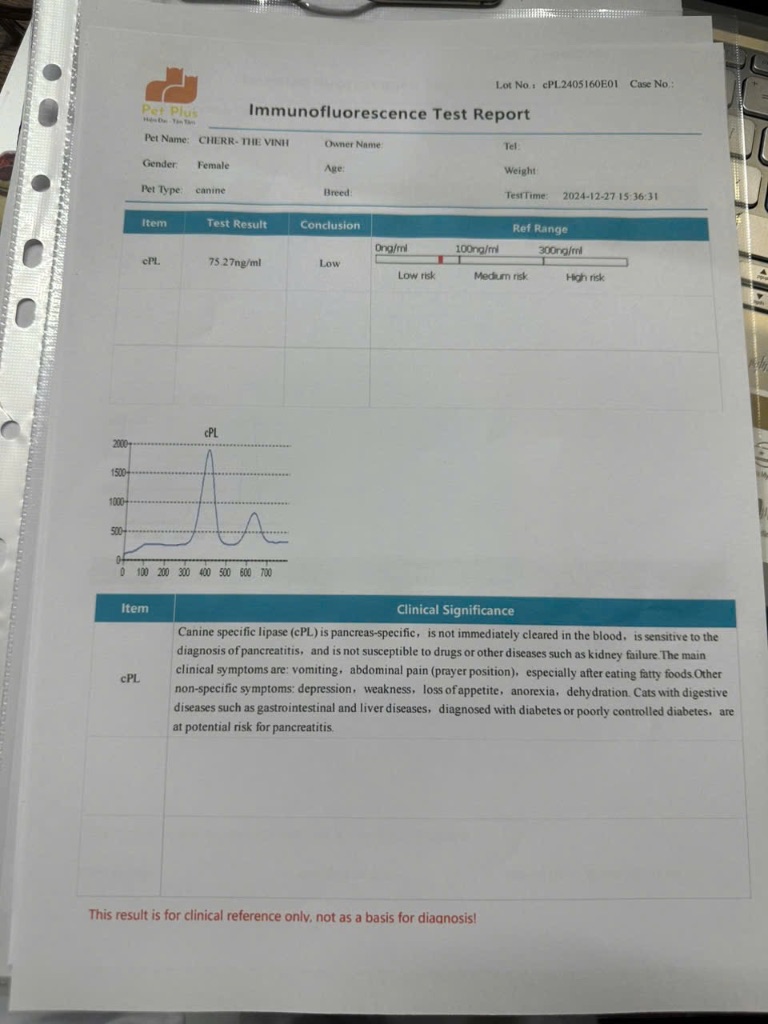 Lot No.: cPL2405160E01 Case No.:
Pet Plus
Immunofluorescence Test Report
Pet Name: CHERR- THE VINH Owner Name: Tel:
Gender: Female Age: Weight:
Pet Type: canine Breed: TestTime: 2024-12-27 15:36:31
Item Test Result Conclusion Ref Range
0ng/ml 100ng/ml 300ng/ml
cPL 75.27ng/ml Low
Low risk Medium risk High risk
cPL
2000
1500
1000
500
0
0 100 200 300 400 500 600 700
Item Clinical Significance
cPL
Canine specific lipase (cPL) is pancreas-specific, is not immediately cleared in the blood, is sensitive to the
diagnosis of pancreatitis, and is not susceptible to drugs or other diseases such as kidney failure.The main
clinical symptoms are: vomiting, abdominal pain (prayer position), especially after eating fatty foods.Other
non-specific symptoms: depression, weakness, loss of appetite, anorexia, dehydration. Cats with digestive
diseases such as gastrointestinal and liver diseases, diagnosed with diabetes or poorly controlled diabetes, are
at potential risk for pancreatitis.
This result is for clinical reference only, not as a basis for diagnosis!